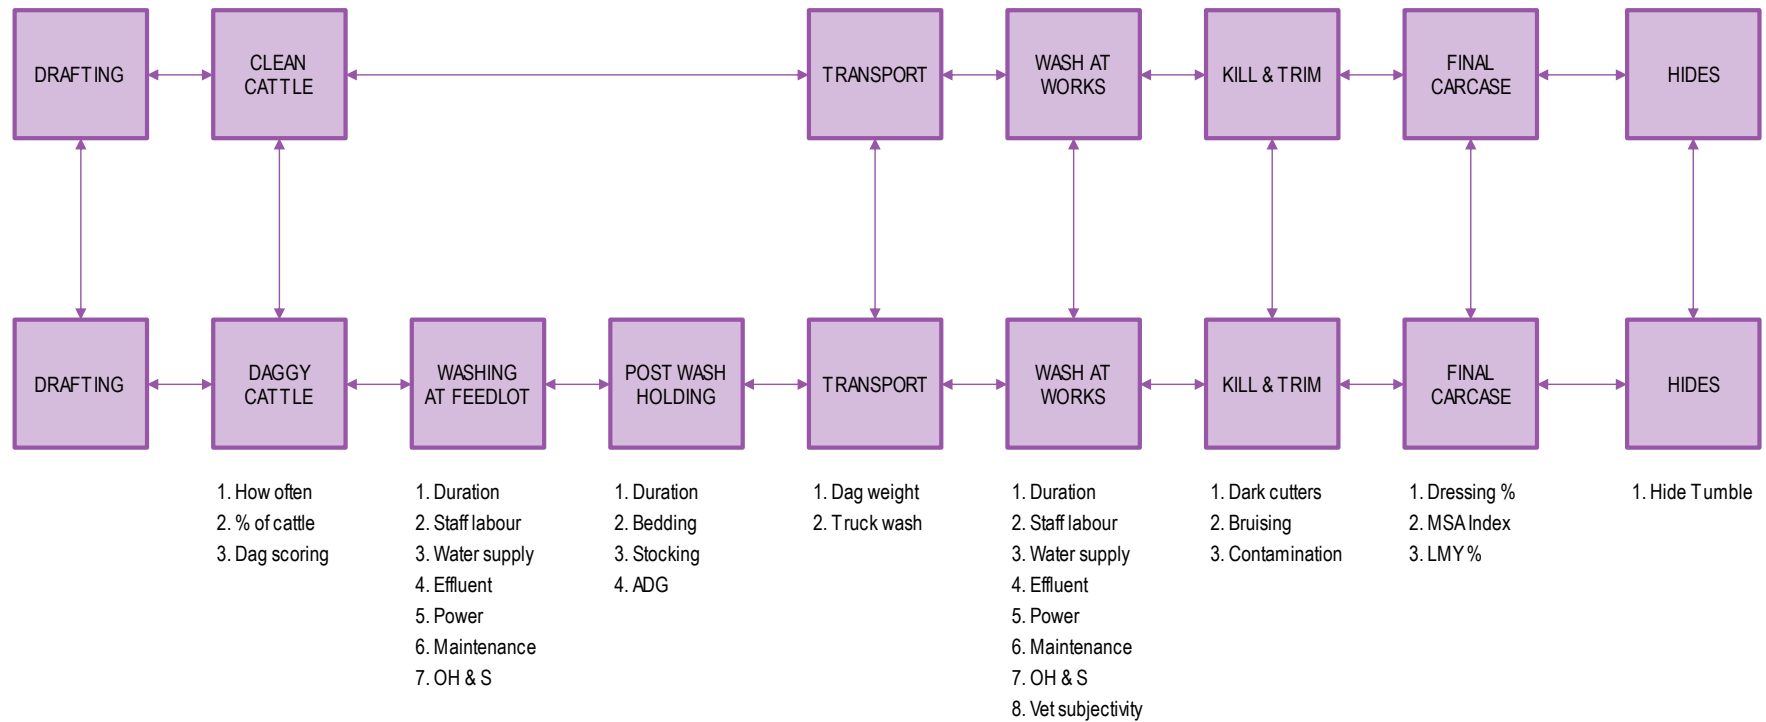 DRAFTING
CLEAN
CATTLE
TRANSPORT
WASH AT
WORKS
KILL & TRIM
FINAL
CARCASE
HIDES
DRAFTING
DAGGY
CATTLE
WASHING
AT FEEDLOT
POST WASH
HOLDING
TRANSPORT
WASH AT
WORKS
KILL & TRIM
FINAL
CARCASE
HIDES
1. How often
2. % of cattle
3. Dag scoring
1. Duration
2. Staff labour
3. Water supply
4. Effluent
5. Power
6. Maintenance
7. OH & S
1. Duration
2. Bedding
3. Stocking
4. ADG
1. Dag weight
2. Truck wash
1. Duration
2. Staff labour
3. Water supply
4. Effluent
5. Power
6. Maintenance
7. OH & S
8. Vet subjectivity
1. Dark cutters
2. Bruising
3. Contamination
1. Dressing %
2. MSA Index
3. LMY %
1. Hide Tumble